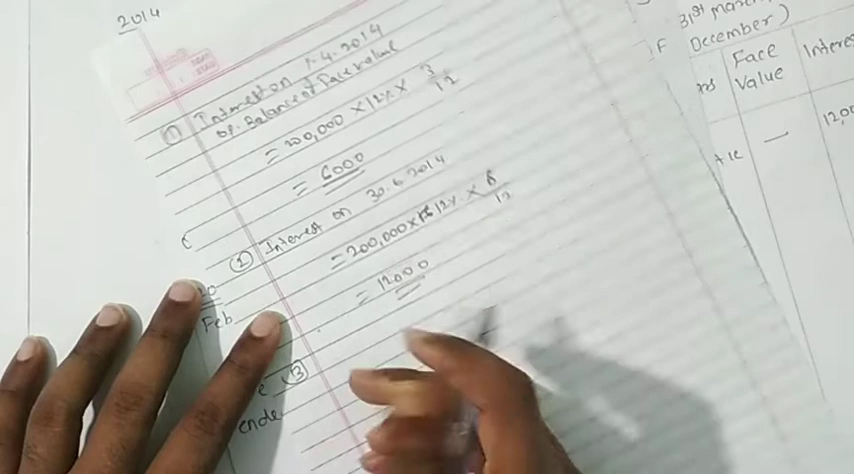 2014
① Interest on 1.4.2014
op. Balance of Face value
= 200,000 × 12% × 3/12
= 6000
② Interest on 30.6.2014
= 200,000 × 12% × 6/12
= 12000
Feb
③
ende
31st March
December)
Face
Value
Interes
12,00